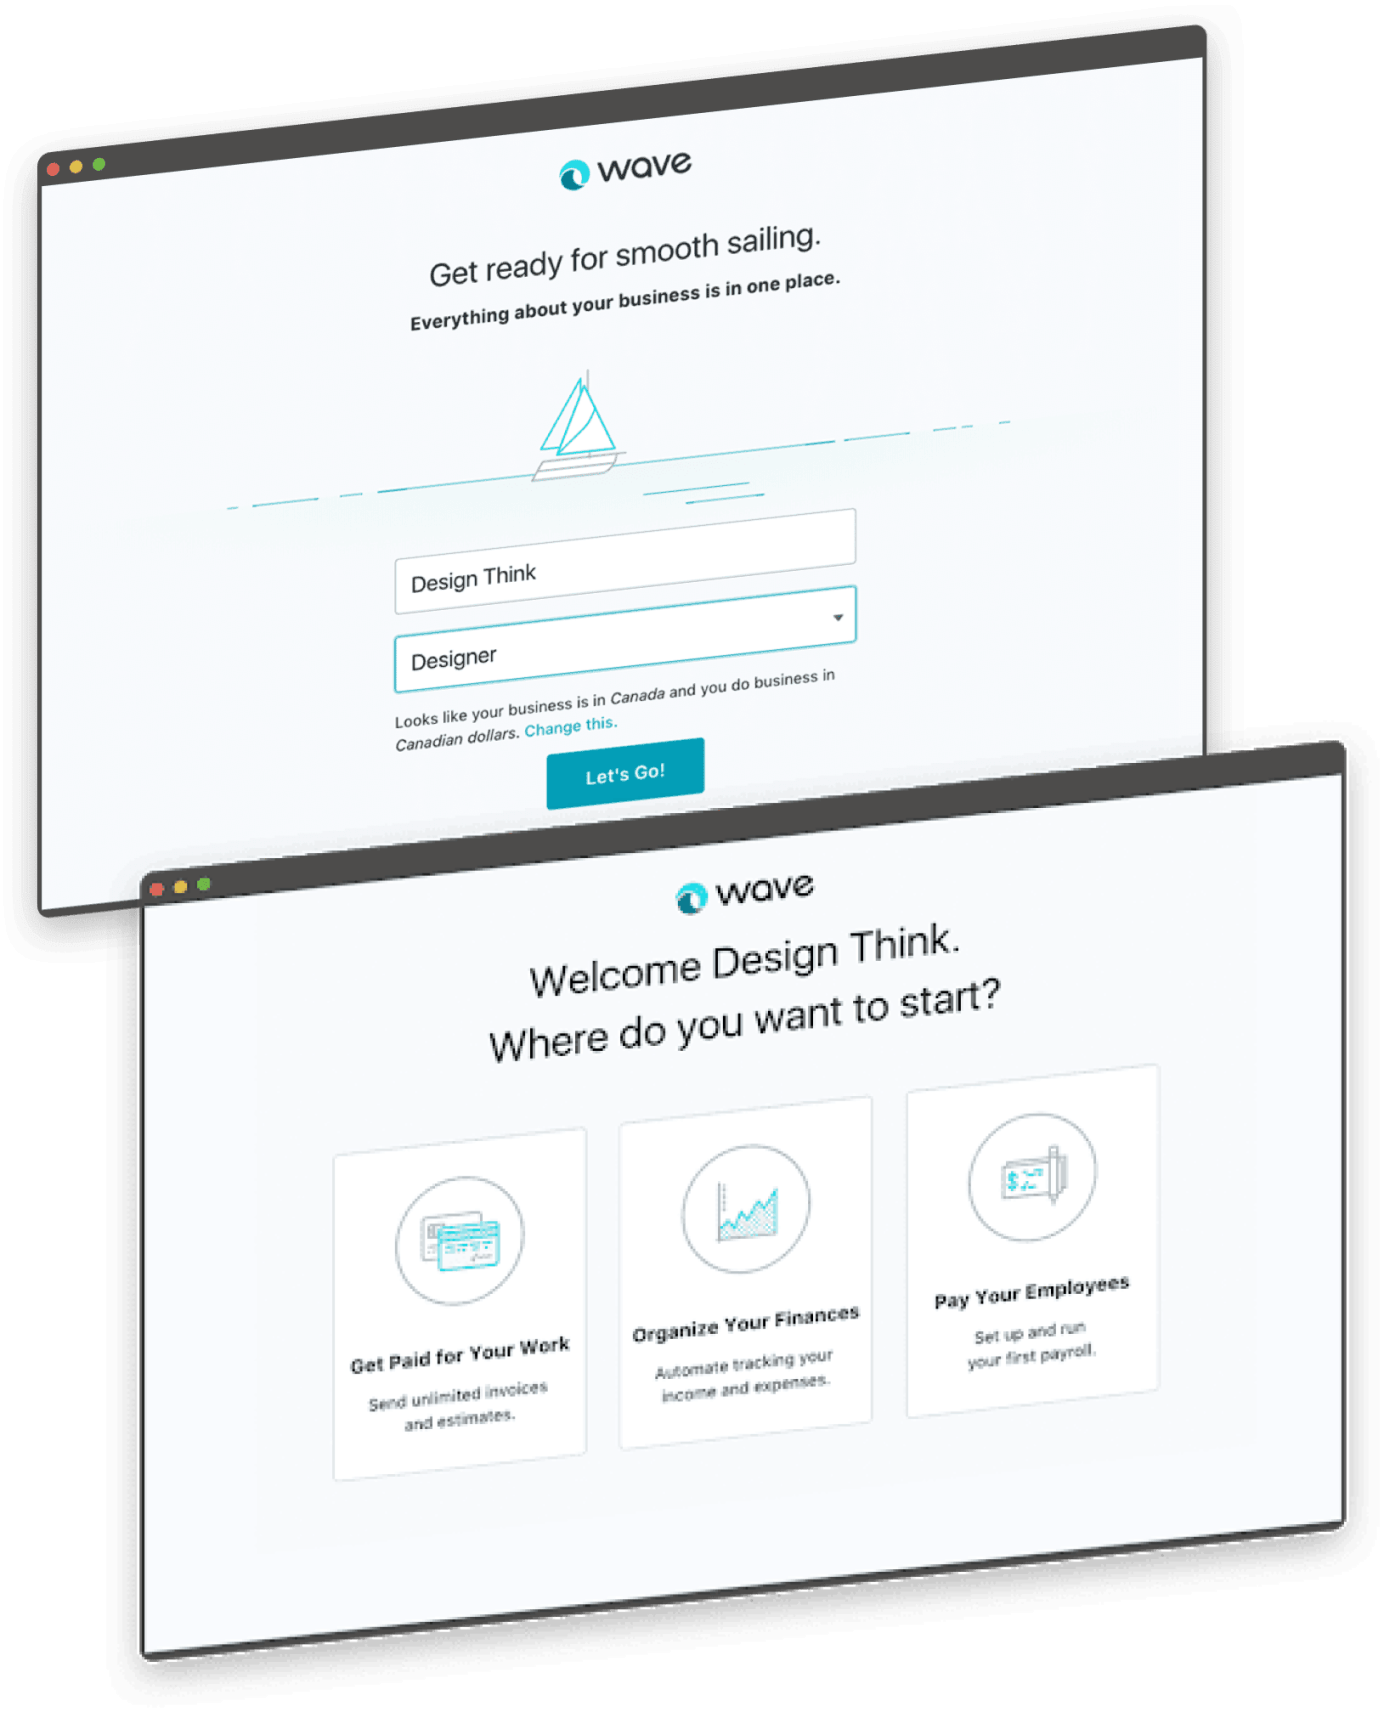 wave
Get ready for smooth sailing.
Everything about your business is in one place.
Design Think
Designer
Looks like your business is in Canada and you do business in
Canadian dollars. Change this.
Let's Go!
wave
Welcome Design Think.
Where do you want to start?
Get Paid for Your Work
Send unlimited invoices
and estimates.
Organize Your Finances
Automate tracking your
income and expenses.
Pay Your Employees
Set up and run
your first payroll.